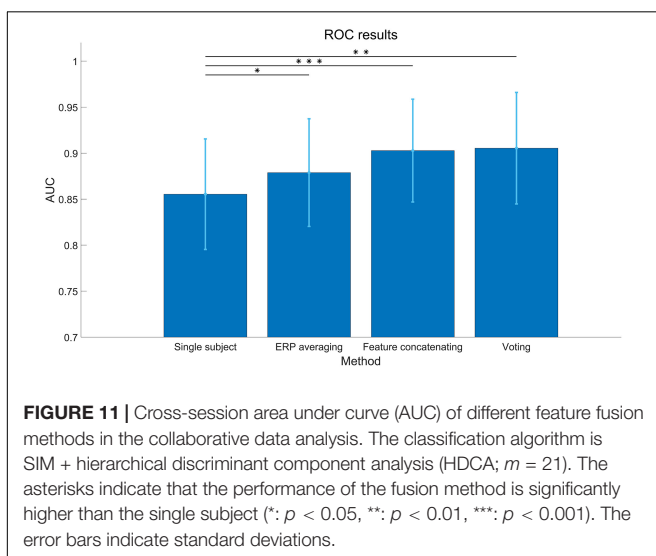 ROC results
* *
* * *
*
1
0.95
0.9
0.85
0.8
0.75
0.7
AUC
Single subject ERP averaging Feature concatenating Voting
Method
FIGURE 11 | Cross-session area under curve (AUC) of different feature fusion
methods in the collaborative data analysis. The classification algorithm is
SIM + hierarchical discriminant component analysis (HDCA; m = 21). The
asterisks indicate that the performance of the fusion method is significantly
higher than the single subject (*: p < 0.05, **: p < 0.01, ***: p < 0.001). The
error bars indicate standard deviations.